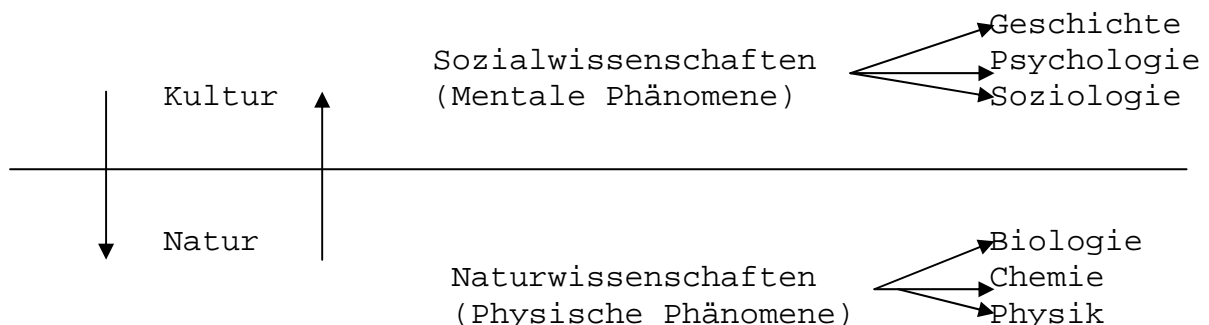 Geschichte
Sozialwissenschaften Psychologie
Kultur (Mentale Phänomene) Soziologie
Natur Biologie
Naturwissenschaften Chemie
(Physische Phänomene) Physik